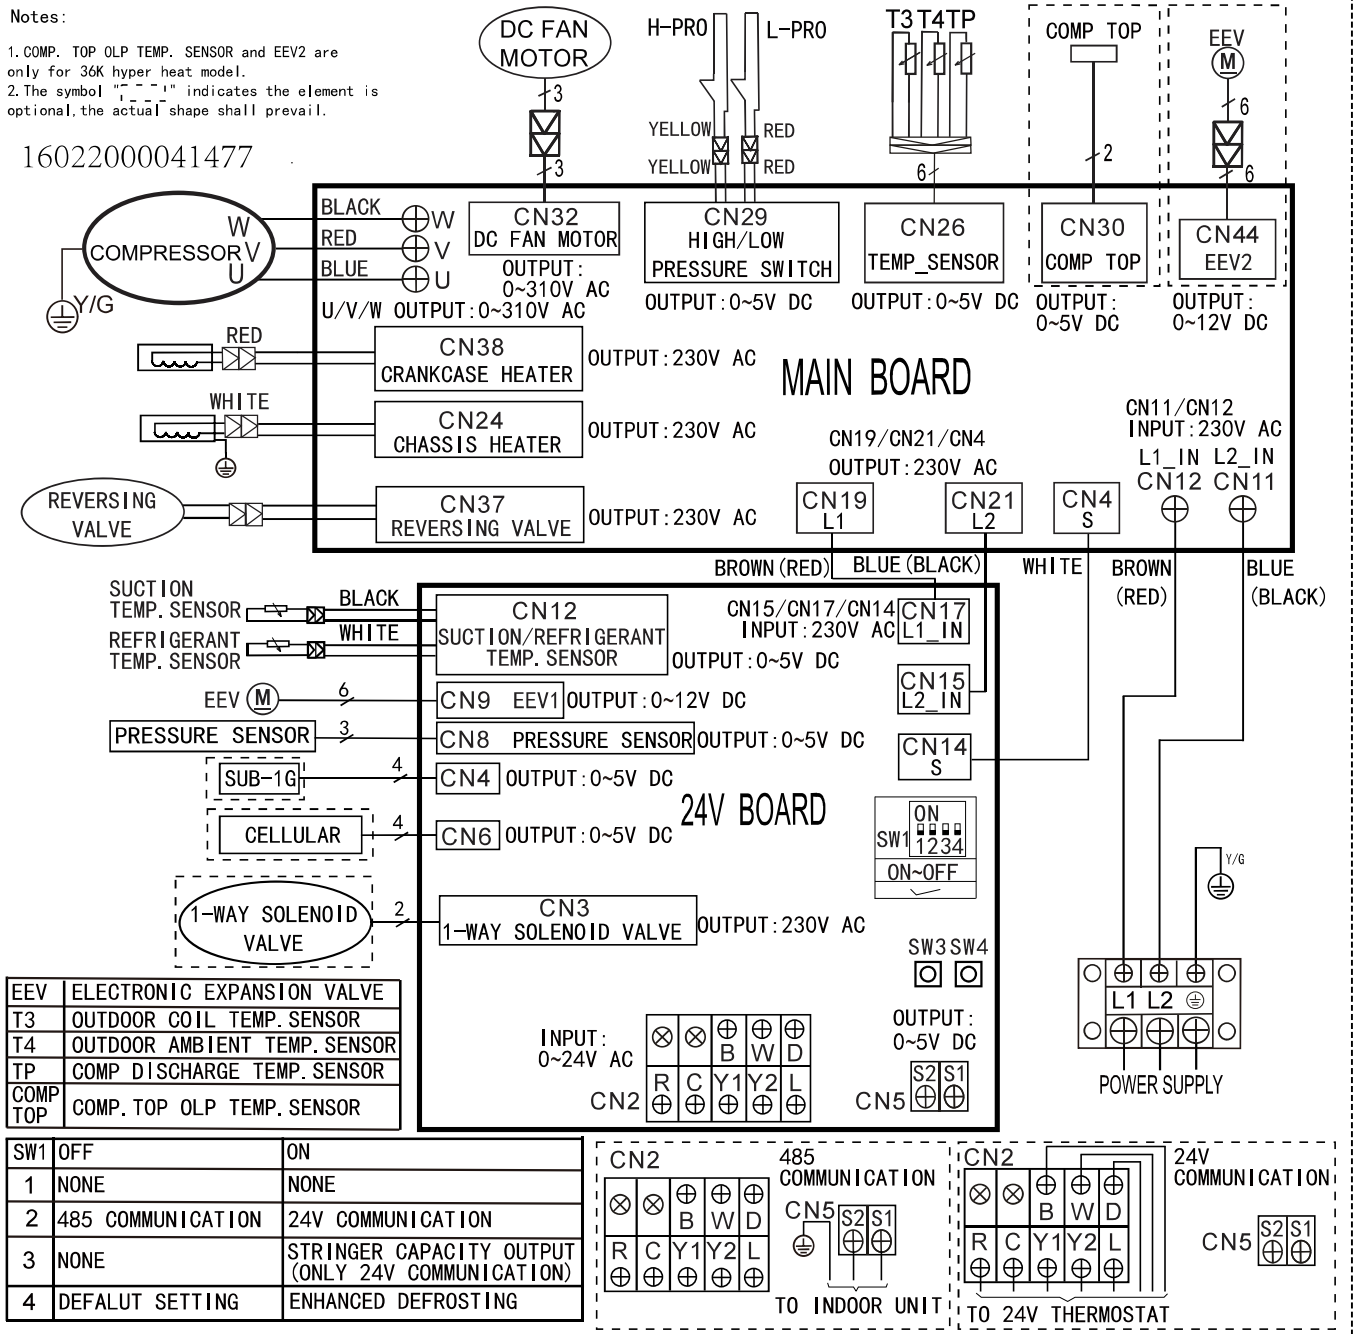 Notes:
1. COMP. TOP OLP TEMP. SENSOR and EEV2 are
only for 36K hyper heat model.
2. The symbol "      " indicates the element is
optional, the actual shape shall prevail.
16022000041477
DC FAN
MOTOR
3
3
H-PRO
L-PRO
YELLOW
RED
YELLOW
RED
T3 T4 TP
6
COMP TOP
2
EEV
M
6
6
COMPRESSOR
W
V
U
Y/G
BLACK
RED
BLUE
W
V
U
U/V/W OUTPUT:0~310V AC
CN32
DC FAN MOTOR
OUTPUT:
0~310V AC
CN29
HIGH/LOW
PRESSURE SWITCH
OUTPUT:0~5V DC
CN26
TEMP_SENSOR
OUTPUT:0~5V DC
CN30
COMP TOP
OUTPUT:
0~5V DC
CN44
EEV2
OUTPUT:
0~12V DC
RED
CN38
CRANKCASE HEATER
OUTPUT:230V AC
MAIN BOARD
WHITE
CN24
CHASSIS HEATER
OUTPUT:230V AC
REVERSING
VALVE
CN37
REVERSING VALVE
OUTPUT:230V AC
CN19/CN21/CN4
OUTPUT:230V AC
CN19
L1
CN21
L2
CN4
S
CN11/CN12
INPUT:230V AC
L1_IN L2_IN
CN12 CN11
BROWN(RED)
BLUE(BLACK)
WHITE
BROWN
(RED)
BLUE
(BLACK)
SUCTION
TEMP. SENSOR
BLACK
REFRIGERANT
TEMP. SENSOR
WHITE
CN12
SUCTION/REFRIGERANT
TEMP. SENSOR
OUTPUT:0~5V DC
CN15/CN17/CN14
INPUT:230V AC
CN17
L1_IN
CN15
L2_IN
CN14
S
EEV
M
6
CN9 EEV1
OUTPUT:0~12V DC
PRESSURE SENSOR
3
CN8 PRESSURE SENSOR
OUTPUT:0~5V DC
SUB-1G
4
CN4
OUTPUT:0~5V DC
24V BOARD
CELLULAR
4
CN6
OUTPUT:0~5V DC
SW1
ON
1234
ON~OFF
Y/G
1-WAY SOLENOID
VALVE
2
CN3
1-WAY SOLENOID VALVE
OUTPUT:230V AC
SW3 SW4
L1 L2
POWER SUPPLY
EEV ELECTRONIC EXPANSION VALVE
T3 OUTDOOR COIL TEMP. SENSOR
T4 OUTDOOR AMBIENT TEMP. SENSOR
TP COMP DISCHARGE TEMP. SENSOR
COMP
TOP
COMP. TOP OLP TEMP. SENSOR
INPUT:
0~24V AC
CN2
B W D
R C Y1 Y2 L
OUTPUT:
0~5V DC
CN5
S2 S1
SW1 OFF ON
1 NONE NONE
2 485 COMMUNICATION 24V COMMUNICATION
3 NONE STRINGER CAPACITY OUTPUT
(ONLY 24V COMMUNICATION)
4 DEFALUT SETTING ENHANCED DEFROSTING
CN2
B W D
R C Y1 Y2 L
485
COMMUNICATION
CN5
S2 S1
TO INDOOR UNIT
CN2
B W D
R C Y1 Y2 L
24V
COMMUNICATION
CN5
S2 S1
TO 24V THERMOSTAT